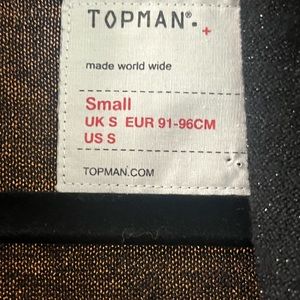 TOPMAN®.+
made world wide
Small
UK S EUR 91-96CM
US S
TOPMAN.COM